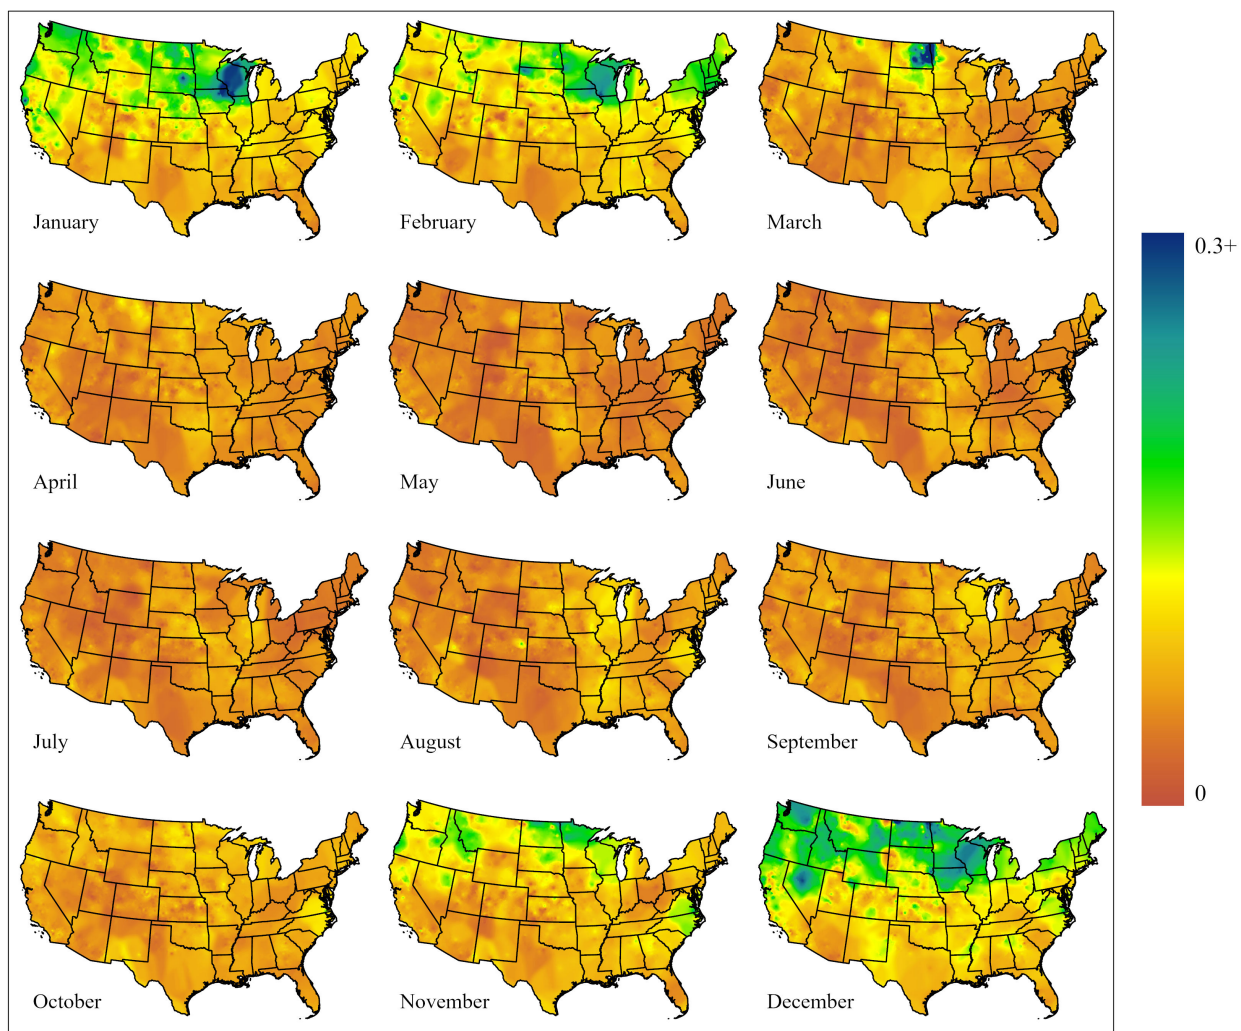 January
February
March
0.3+
April
May
June
July
August
September
0
October
November
December